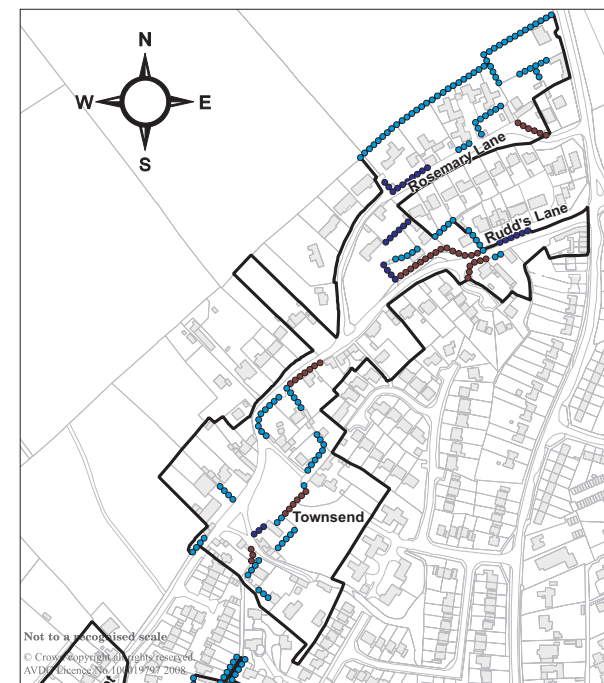 N
W E
S
Rosemary Lane
Rudd's Lane
Townsend
Not to a recognised scale
© Crown copyright all rights reserved.
AVDC Licence No 100019797 2008